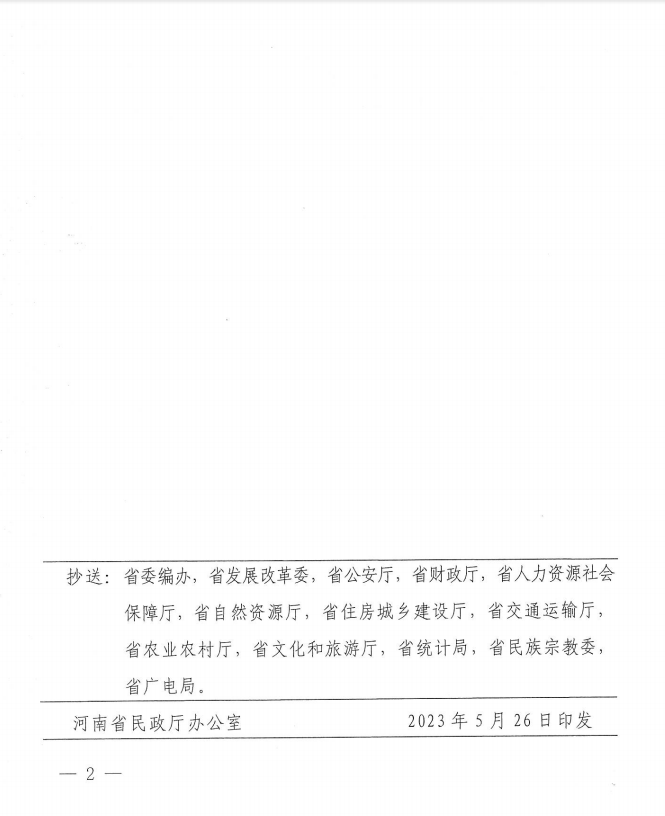 抄送：省委编办，省发展改革委，省公安厅，省财政厅，省人力资源社会
保障厅，省自然资源厅，省住房城乡建设厅，省交通运输厅，
省农业农村厅，省文化和旅游厅，省统计局，省民族宗教委，
省广电局。
河南省民政厅办公室 2023年5月26日印发
— 2 —